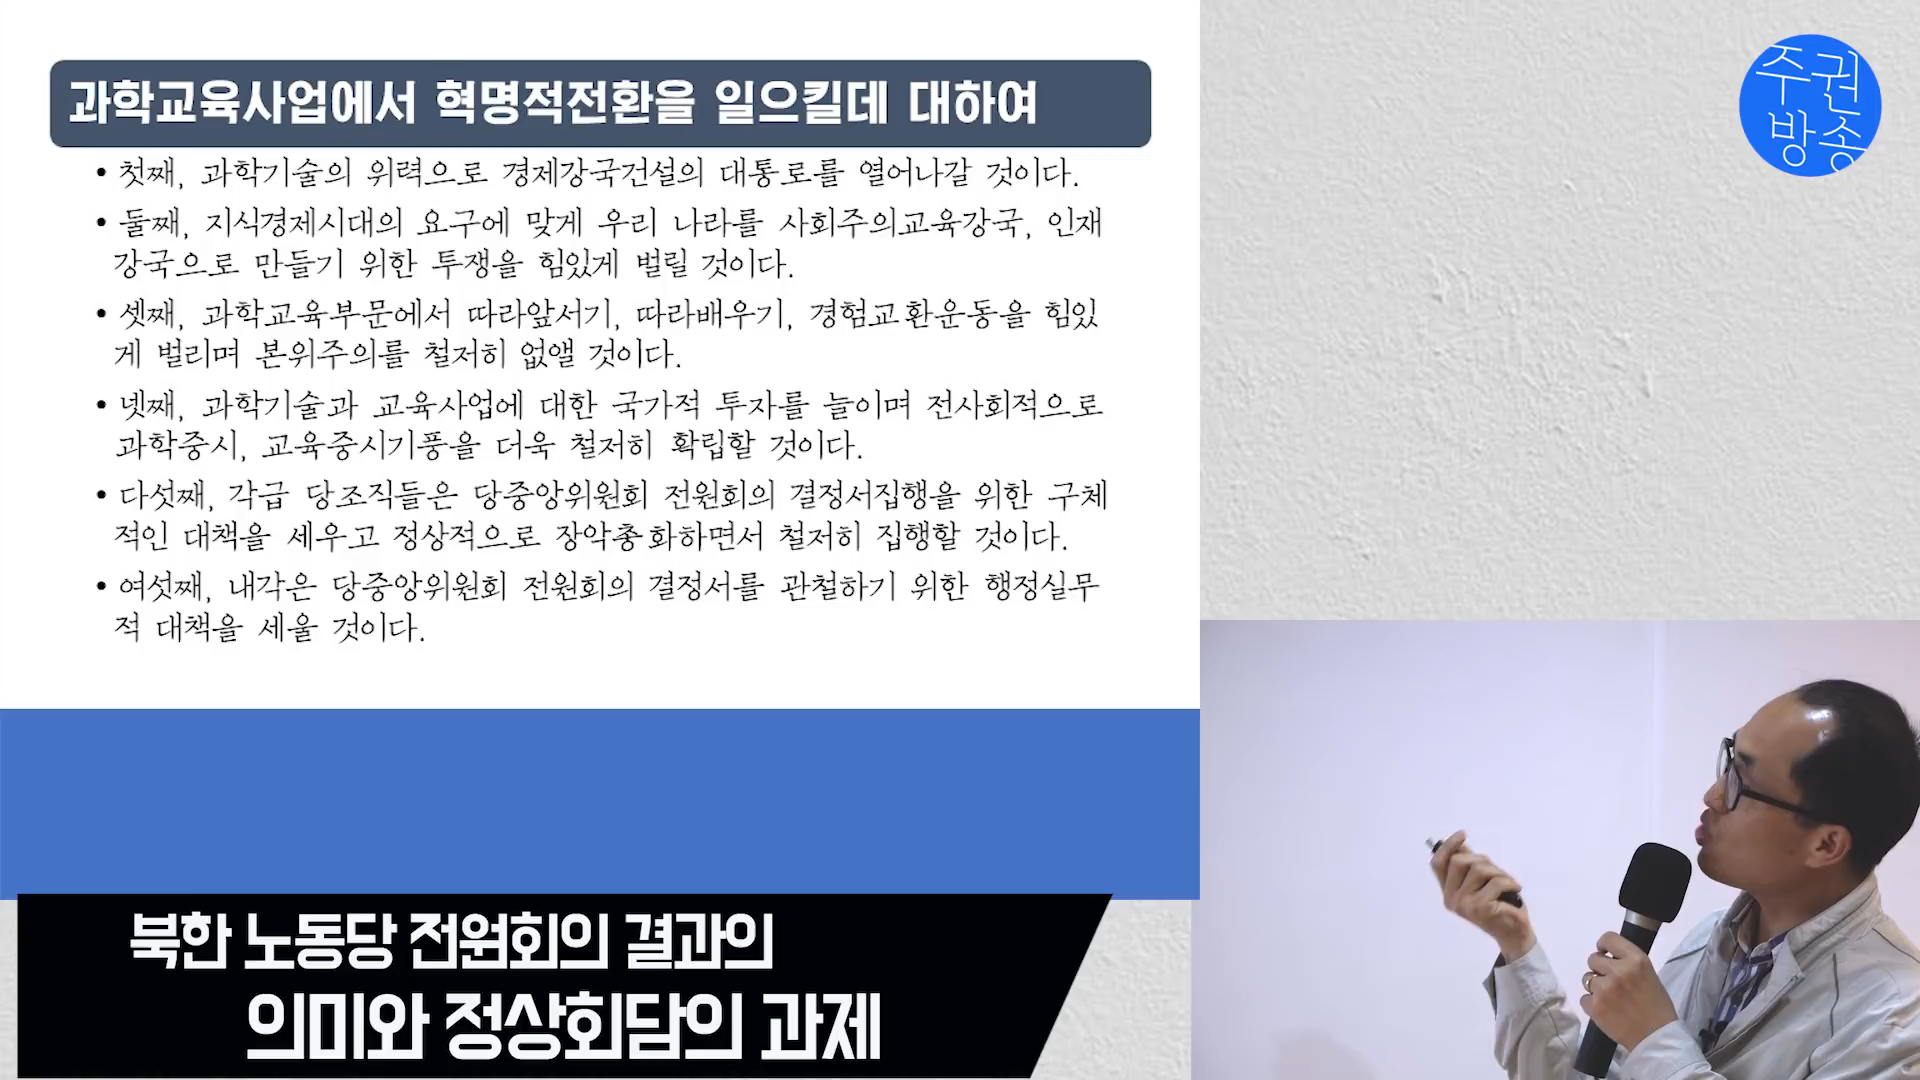 과학교육사업에서 혁명적전환을 일으킬데 대하여
• 첫째, 과학기술의 위력으로 경제강국건설의 대통로를 열어나갈 것이다.
• 둘째, 지식경제시대의 요구에 맞게 우리 나라를 사회주의교육강국, 인재
강국으로 만들기 위한 투쟁을 힘있게 벌릴 것이다.
• 셋째, 과학교육부문에서 따라앞서기, 따라배우기, 경험교환운동을 힘있
게 벌리며 본위주의를 철저히 없앨 것이다.
• 넷째, 과학기술과 교육사업에 대한 국가적 투자를 늘이며 전사회적으로
과학중시, 교육중시기풍을 더욱 철저히 확립할 것이다.
• 다섯째, 각급 당조직들은 당중앙위원회 전원회의 결정서집행을 위한 구체
적인 대책을 세우고 정상적으로 장악총화하면서 철저히 집행할 것이다.
• 여섯째, 내각은 당중앙위원회 전원회의 결정서를 관철하기 위한 행정실무
적 대책을 세울 것이다.
주권
방송
북한 노동당 전원회의 결과의
의미와 정상회담의 과제